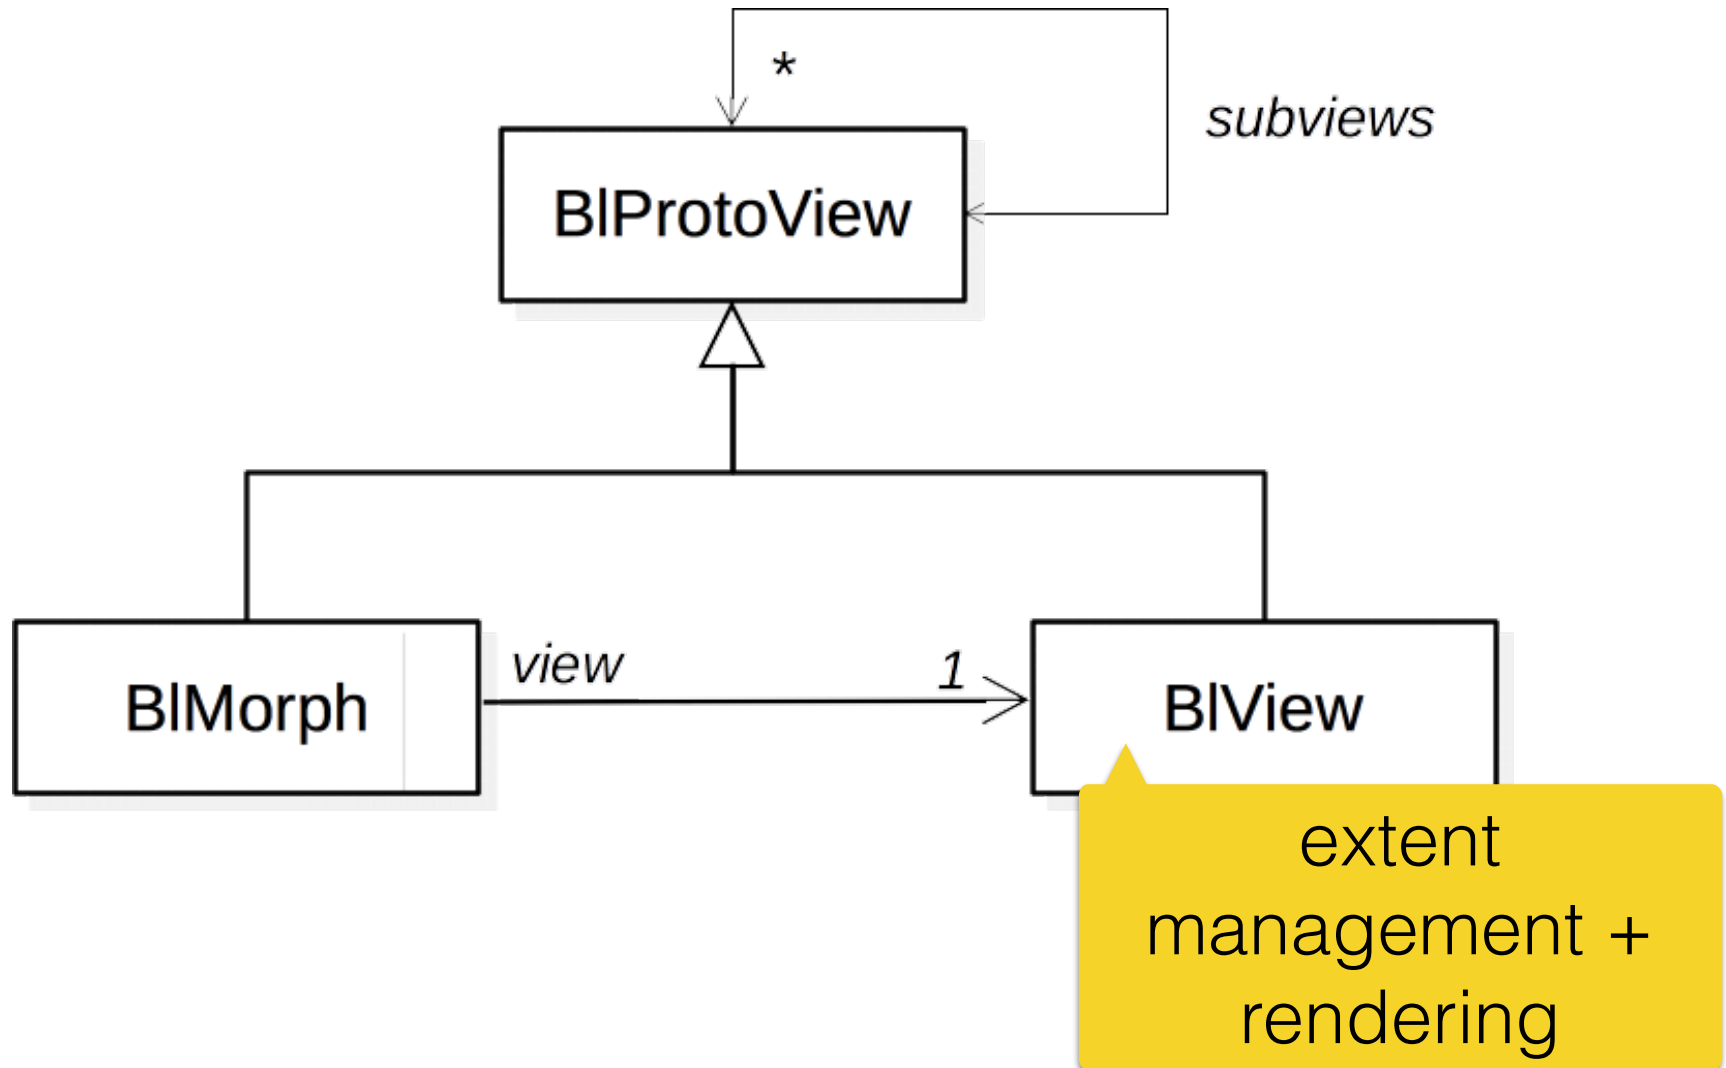 *
subviews
BlProtoView
view
1
BlMorph
BlView
extent
management +
rendering